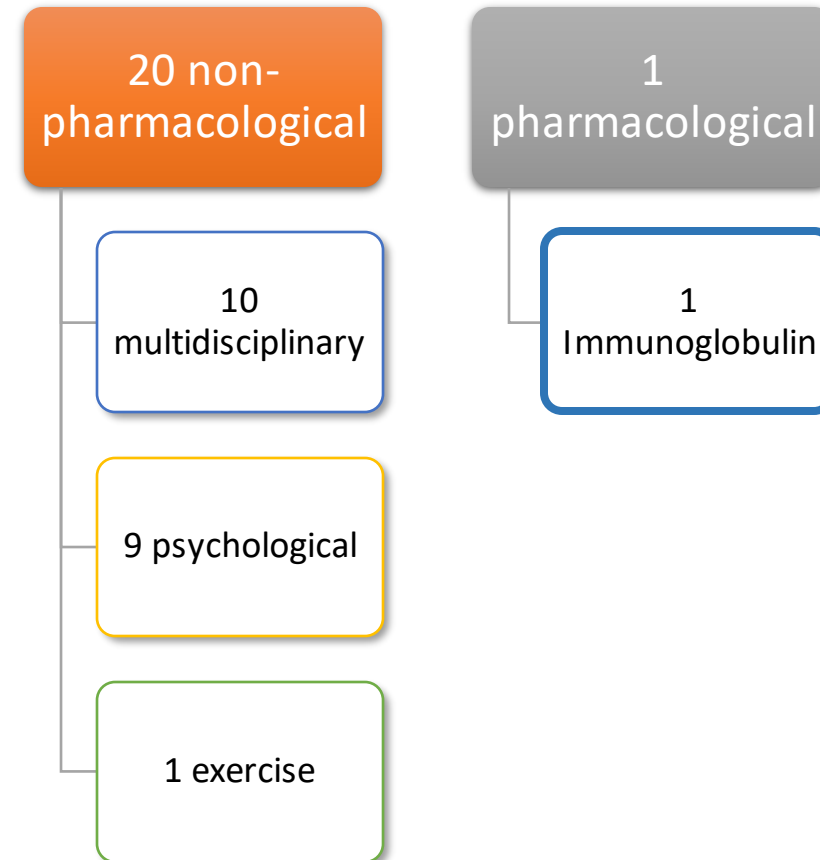 20 non-
pharmacological
10
multidisciplinary
9 psychological
1 exercise
1
pharmacological
1
Immunoglobulin